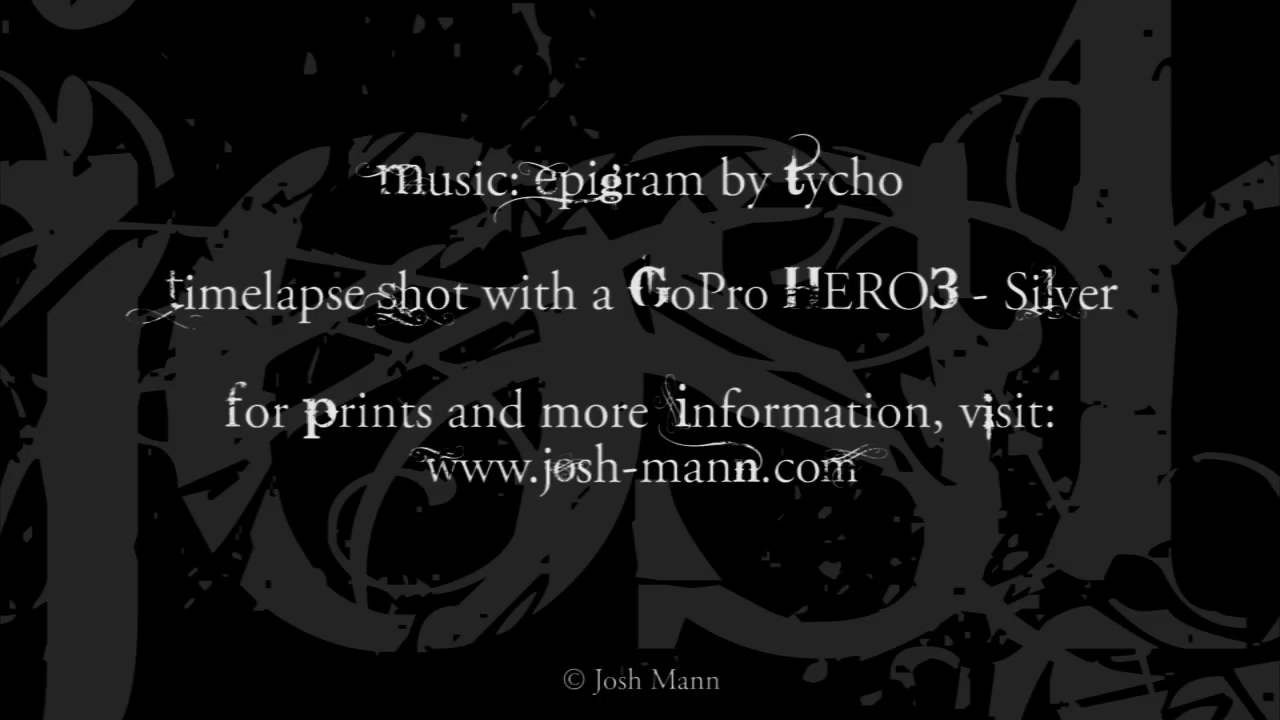 music: epigram by tycho
timelapse shot with a GoPro HERO3 - Silver
for prints and more information, visit:
www.josh-mann.com
© Josh Mann